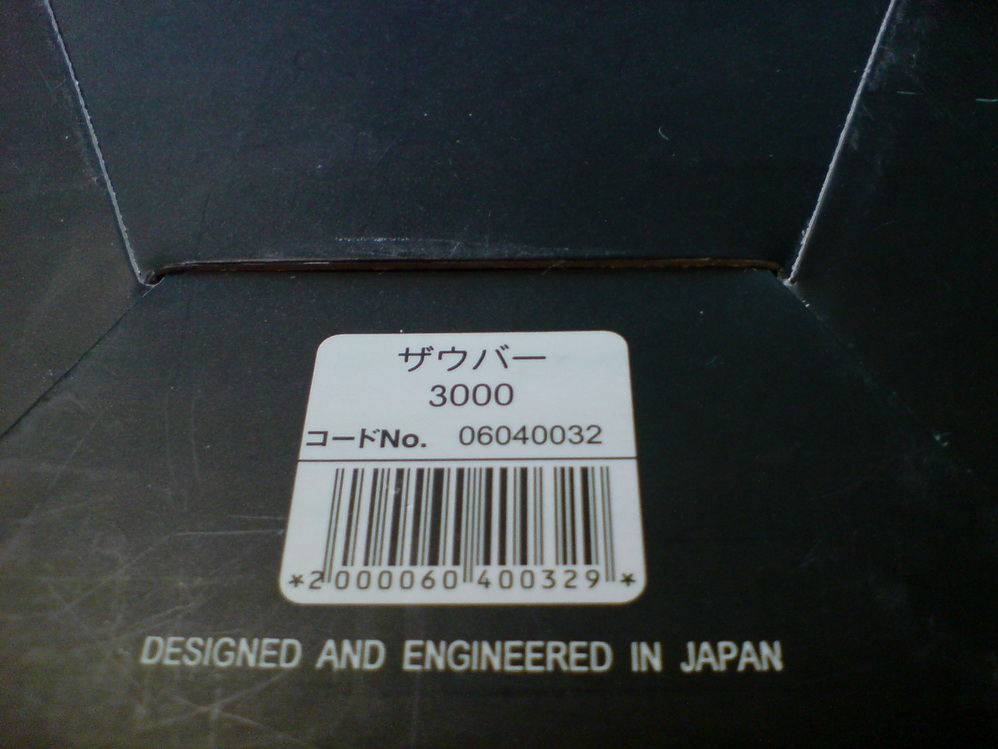 ザウバー
3000
コードNo. 06040032
*2000060400329*
DESIGNED AND ENGINEERED IN JAPAN